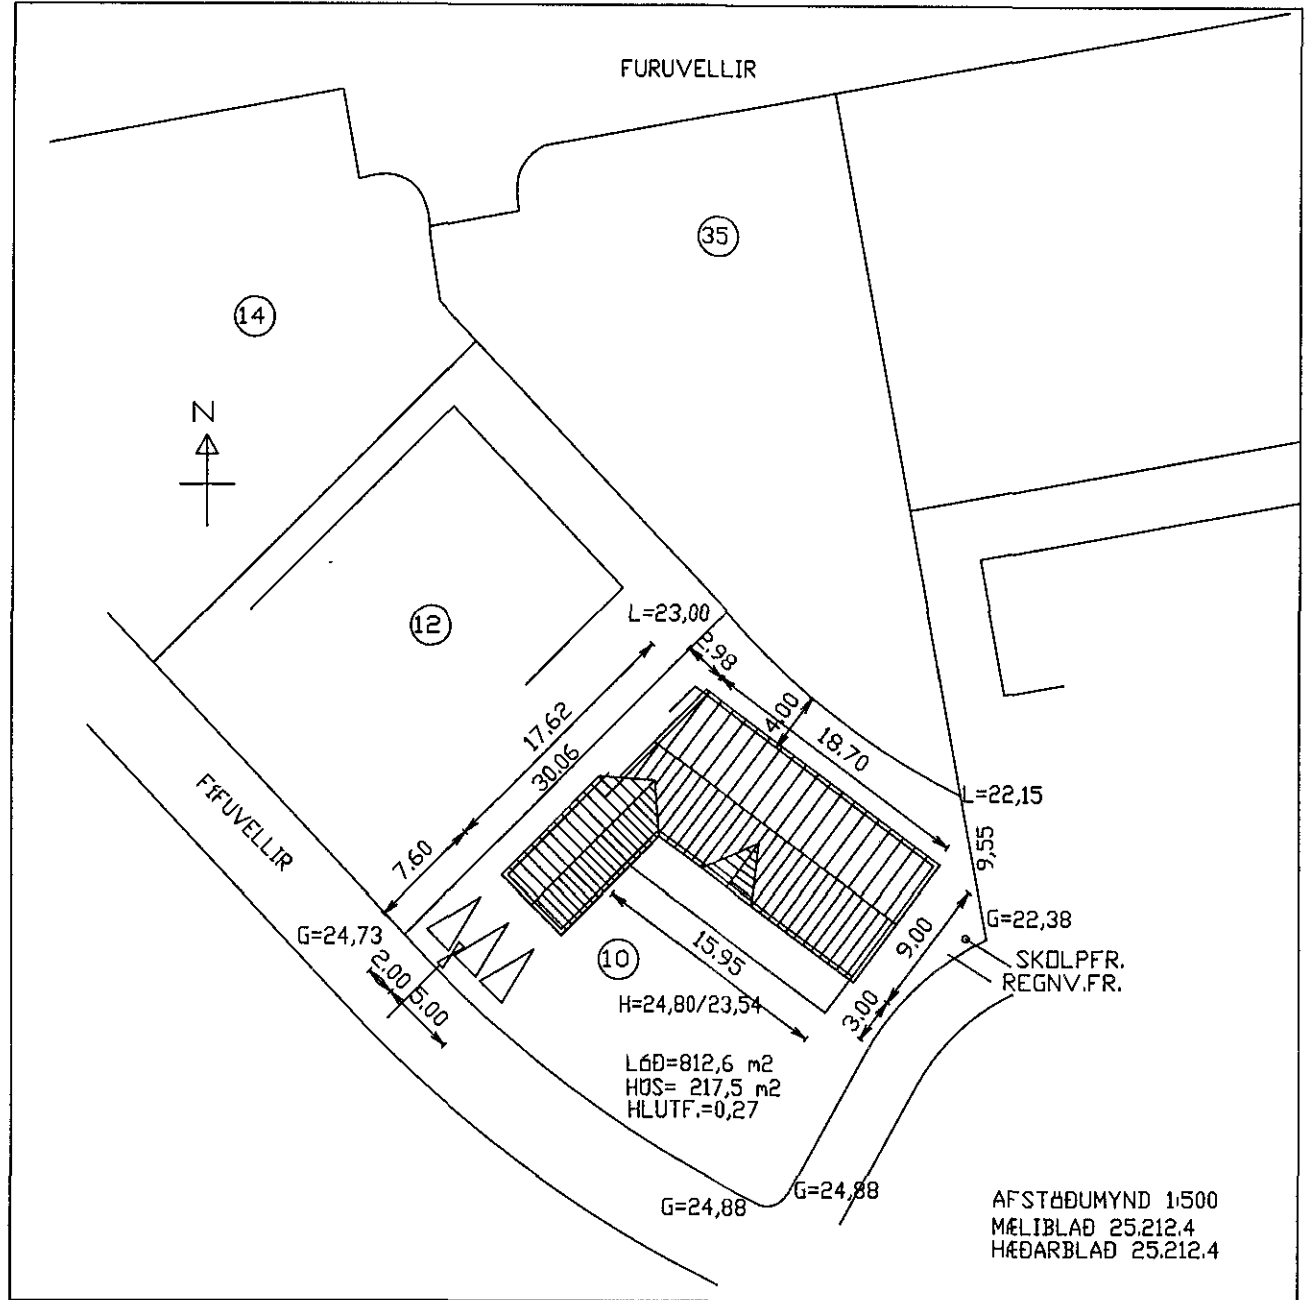 FURUVELLIR
35
14
N
12
L=23,00
2.98
4.00
17.62
18.70
30.06
FÍFUVELLIR
L=22,15
9,55
7.60
G=22,38
G=24,73
9.00
15.95
10
SKOLPFR.
REGNV.FR.
2.00
5.00
H=24,80/23,54
3.00
LÓÐ=812,6 m2
HÚS= 217,5 m2
HLUTF.=0,27
G=24,88
G=24,88
AFSTÖÐUMYND 1:500
MÆLIBLAÐ 25.212.4
HÆÐARBLAÐ 25.212.4